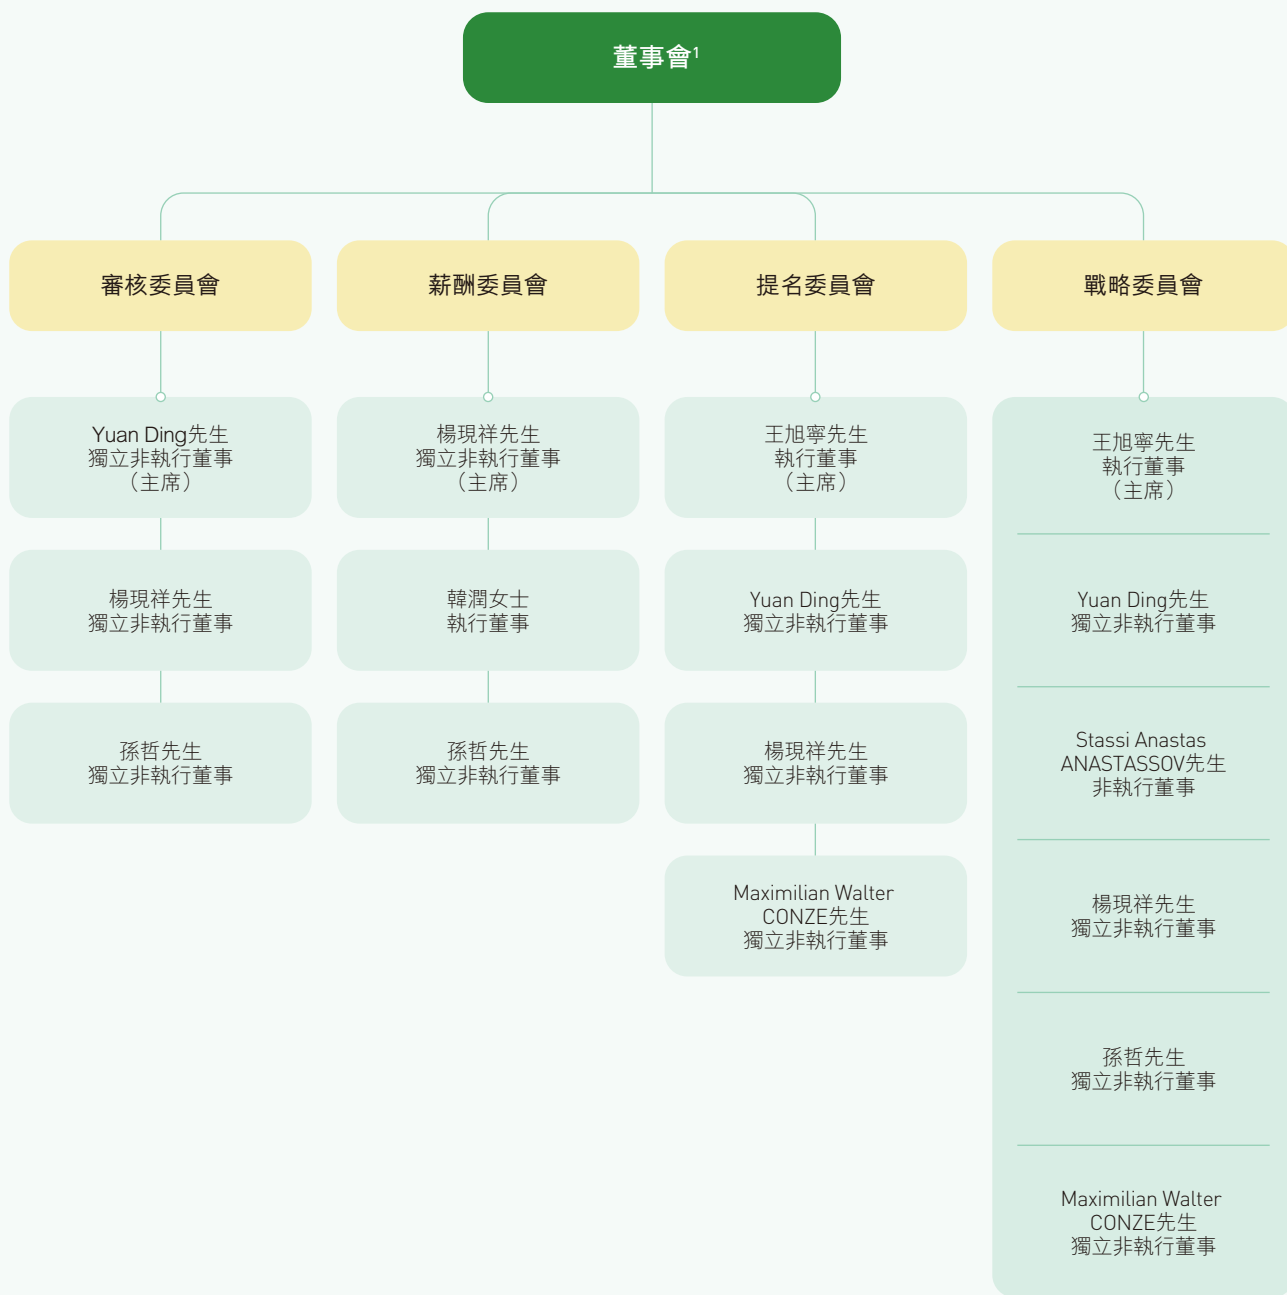 董事會¹
審核委員會
薪酬委員會
提名委員會
戰略委員會
Yuan Ding先生
獨立非執行董事
（主席）
楊現祥先生
獨立非執行董事
孫哲先生
獨立非執行董事
楊現祥先生
獨立非執行董事
（主席）
韓潤女士
執行董事
孫哲先生
獨立非執行董事
王旭寧先生
執行董事
（主席）
Yuan Ding先生
獨立非執行董事
楊現祥先生
獨立非執行董事
Maximilian Walter
CONZE先生
獨立非執行董事
王旭寧先生
執行董事
（主席）
Yuan Ding先生
獨立非執行董事
Stassi Anastas
ANASTASSOV先生
非執行董事
楊現祥先生
獨立非執行董事
孫哲先生
獨立非執行董事
Maximilian Walter
CONZE先生
獨立非執行董事